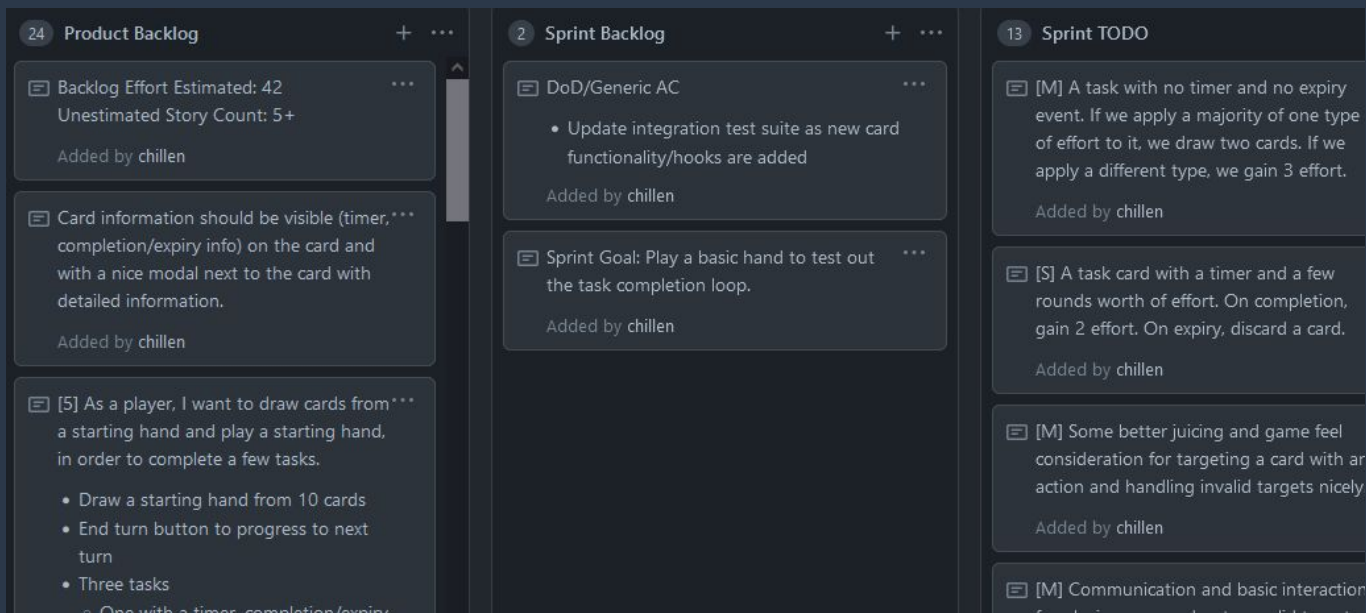 24 Product Backlog
Backlog Effort Estimated: 42
Unestimated Story Count: 5+
Added by chillen
Card information should be visible (timer,
completion/expiry info) on the card and
with a nice modal next to the card with
detailed information.
Added by chillen
[5] As a player, I want to draw cards from
a starting hand and play a starting hand,
in order to complete a few tasks.
• Draw a starting hand from 10 cards
• End turn button to progress to next
turn
• Three tasks
One with a timer, completion/expiry
2 Sprint Backlog
DoD/Generic AC
• Update integration test suite as new card
functionality/hooks are added
Added by chillen
Sprint Goal: Play a basic hand to test out
the task completion loop.
Added by chillen
13 Sprint TODO
[M] A task with no timer and no expiry
event. If we apply a majority of one type
of effort to it, we draw two cards. If we
apply a different type, we gain 3 effort.
Added by chillen
[S] A task card with a timer and a few
rounds worth of effort. On completion,
gain 2 effort. On expiry, discard a card.
Added by chillen
[M] Some better juicing and game feel
consideration for targeting a card with
action and handling invalid targets nicely
Added by chillen
[M] Communication and basic interaction